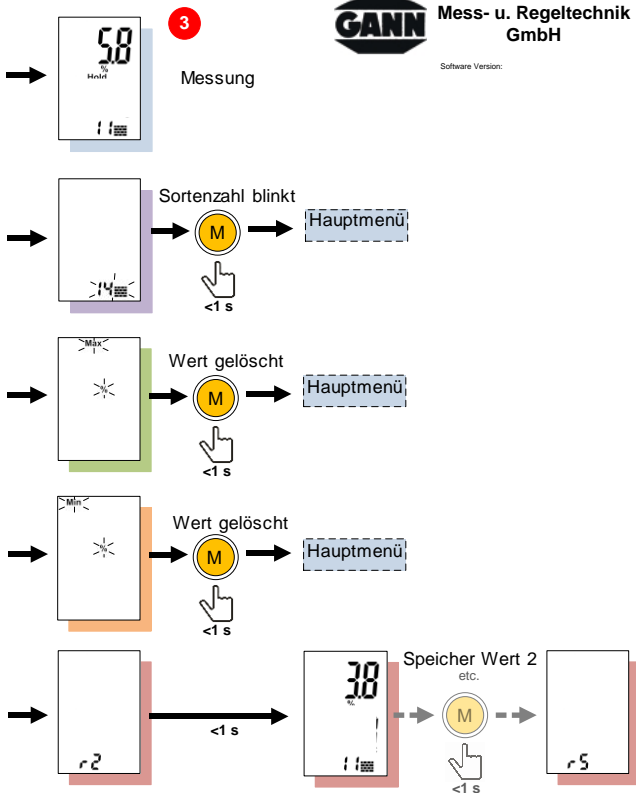 5.8
%
Hold
11
3
Messung
GANN
Mess- u. Regeltechnik
GmbH
Software Version:
14
Sortenzahl blinkt
M
<1 s
Hauptmenü
Max
%
Wert gelöscht
M
<1 s
Hauptmenü
Min
%
Wert gelöscht
M
<1 s
Hauptmenü
r2
<1 s
3.8
%
11
Speicher Wert 2
etc.
M
<1 s
r5